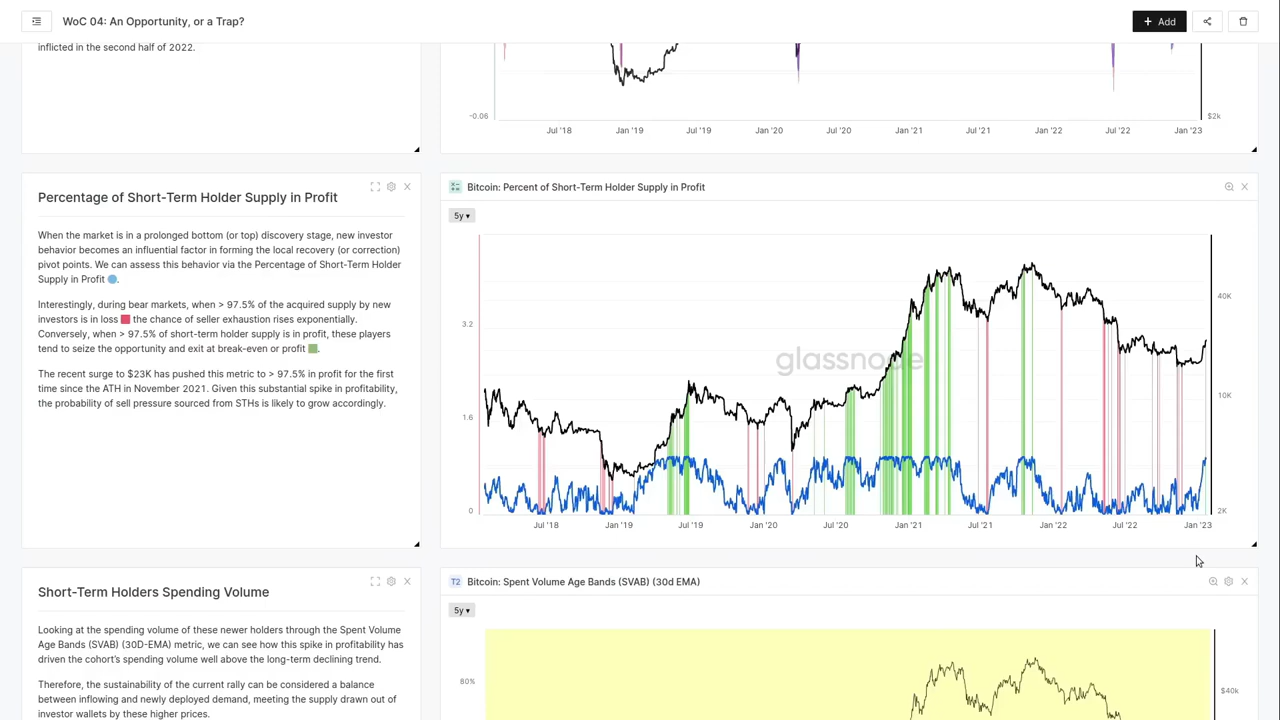 WoC 04: An Opportunity, or a Trap?
+ Add
inflicted in the second half of 2022.
-0.06
$2k
Jul '18
Jan '19
Jul '19
Jan '20
Jul '20
Jan '21
Jul '21
Jan '22
Jul '22
Jan '23
Percentage of Short-Term Holder Supply in Profit
When the market is in a prolonged bottom (or top) discovery stage, new investor
behavior becomes an influential factor in forming the local recovery (or correction)
pivot points. We can assess this behavior via the Percentage of Short-Term Holder
Supply in Profit .
Interestingly, during bear markets, when > 97.5% of the acquired supply by new
investors is in loss the chance of seller exhaustion rises exponentially.
Conversely, when > 97.5% of short-term holder supply is in profit, these players
tend to seize the opportunity and exit at break-even or profit .
The recent surge to $23K has pushed this metric to > 97.5% in profit for the first
time since the ATH in November 2021. Given this substantial spike in profitability,
the probability of sell pressure sourced from STHs is likely to grow accordingly.
Bitcoin: Percent of Short-Term Holder Supply in Profit
5y ▾
glassnode
3.2
1.6
0
40K
10K
2K
Jul '18
Jan '19
Jul '19
Jan '20
Jul '20
Jan '21
Jul '21
Jan '22
Jul '22
Jan '23
Short-Term Holders Spending Volume
Looking at the spending volume of these newer holders through the Spent Volume
Age Bands (SVAB) (30D-EMA) metric, we can see how this spike in profitability has
driven the cohort's spending volume well above the long-term declining trend.
Therefore, the sustainability of the current rally can be considered a balance
between inflowing and newly deployed demand, meeting the supply drawn out of
investor wallets by these higher prices.
T2 Bitcoin: Spent Volume Age Bands (SVAB) (30d EMA)
5y ▾
80%
$40k